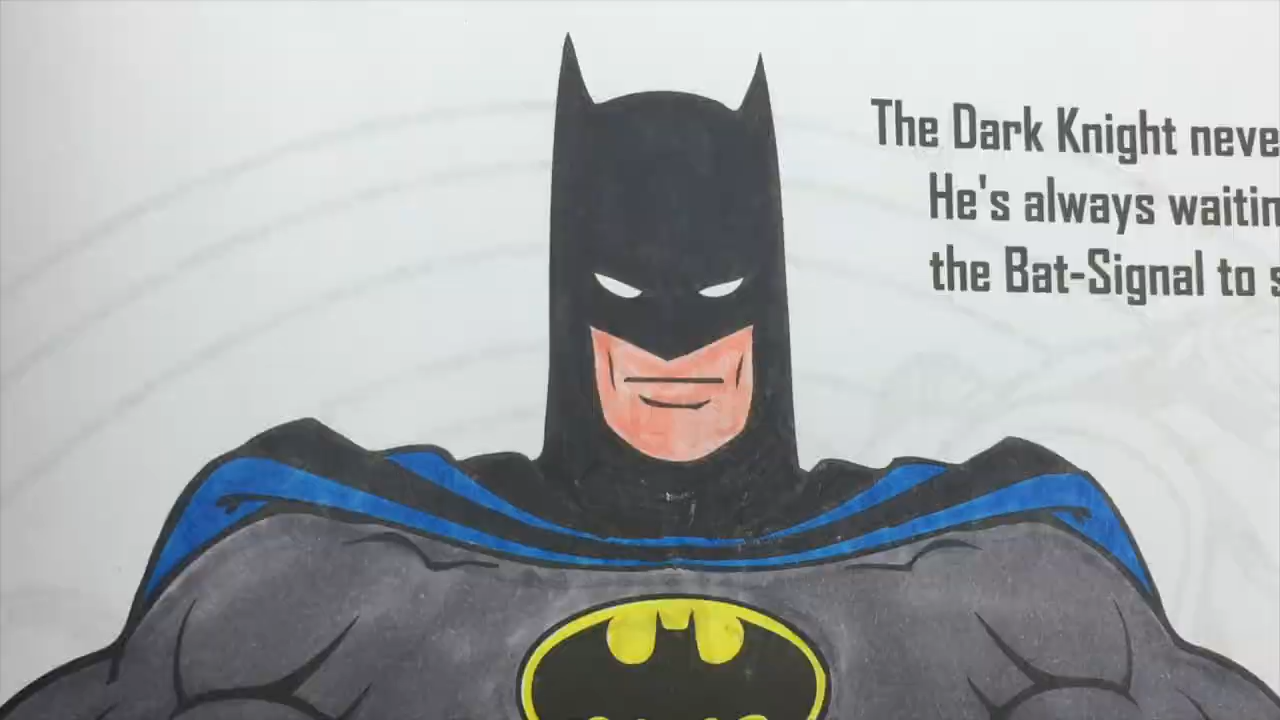 The Dark Knight neve
He's always waitin
the Bat-Signal to s